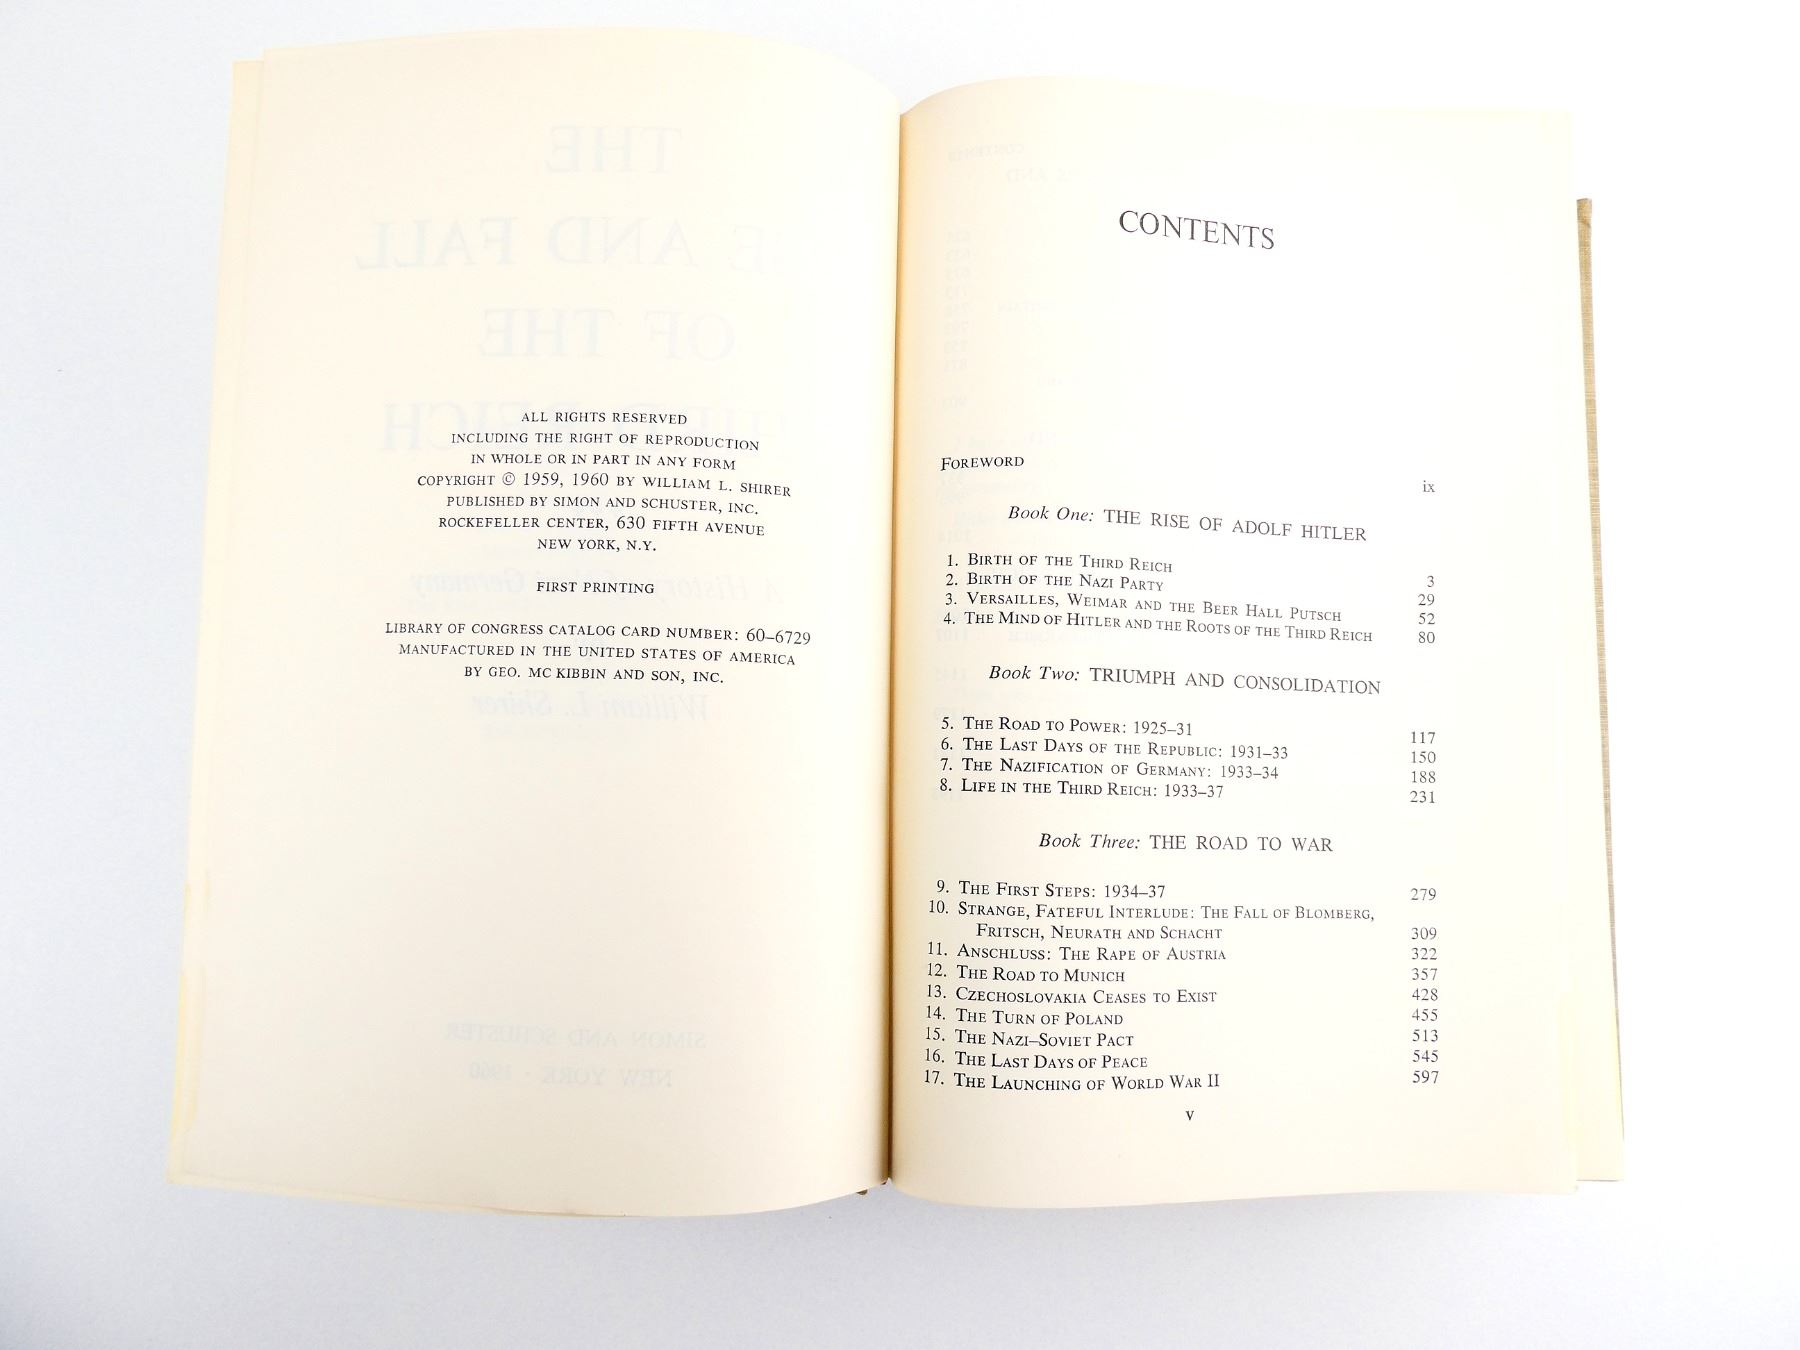 ALL RIGHTS RESERVED
INCLUDING THE RIGHT OF REPRODUCTION
IN WHOLE OR IN PART IN ANY FORM
COPYRIGHT © 1959, 1960 BY WILLIAM L. SHIRER
PUBLISHED BY SIMON AND SCHUSTER, INC.
ROCKEFELLER CENTER, 630 FIFTH AVENUE
NEW YORK, N.Y.
FIRST PRINTING
LIBRARY OF CONGRESS CATALOG CARD NUMBER: 60–6729
MANUFACTURED IN THE UNITED STATES OF AMERICA
BY GEO. MC KIBBIN AND SON, INC.
CONTENTS
FOREWORD ix
Book One: THE RISE OF ADOLF HITLER
1. BIRTH OF THE THIRD REICH 3
2. BIRTH OF THE NAZI PARTY 29
3. VERSAILLES, WEIMAR AND THE BEER HALL PUTSCH 52
4. THE MIND OF HITLER AND THE ROOTS OF THE THIRD REICH 80
Book Two: TRIUMPH AND CONSOLIDATION
5. THE ROAD TO POWER: 1925–31 117
6. THE LAST DAYS OF THE REPUBLIC: 1931–33 150
7. THE NAZIFICATION OF GERMANY: 1933–34 188
8. LIFE IN THE THIRD REICH: 1933–37 231
Book Three: THE ROAD TO WAR
9. THE FIRST STEPS: 1934–37 279
10. STRANGE, FATEFUL INTERLUDE: THE FALL OF BLOMBERG,
FRITSCH, NEURATH AND SCHACHT 309
11. ANSCHLUSS: THE RAPE OF AUSTRIA 322
12. THE ROAD TO MUNICH 357
13. CZECHOSLOVAKIA CEASES TO EXIST 428
14. THE TURN OF POLAND 455
15. THE NAZI–SOVIET PACT 513
16. THE LAST DAYS OF PEACE 545
17. THE LAUNCHING OF WORLD WAR II 597
v